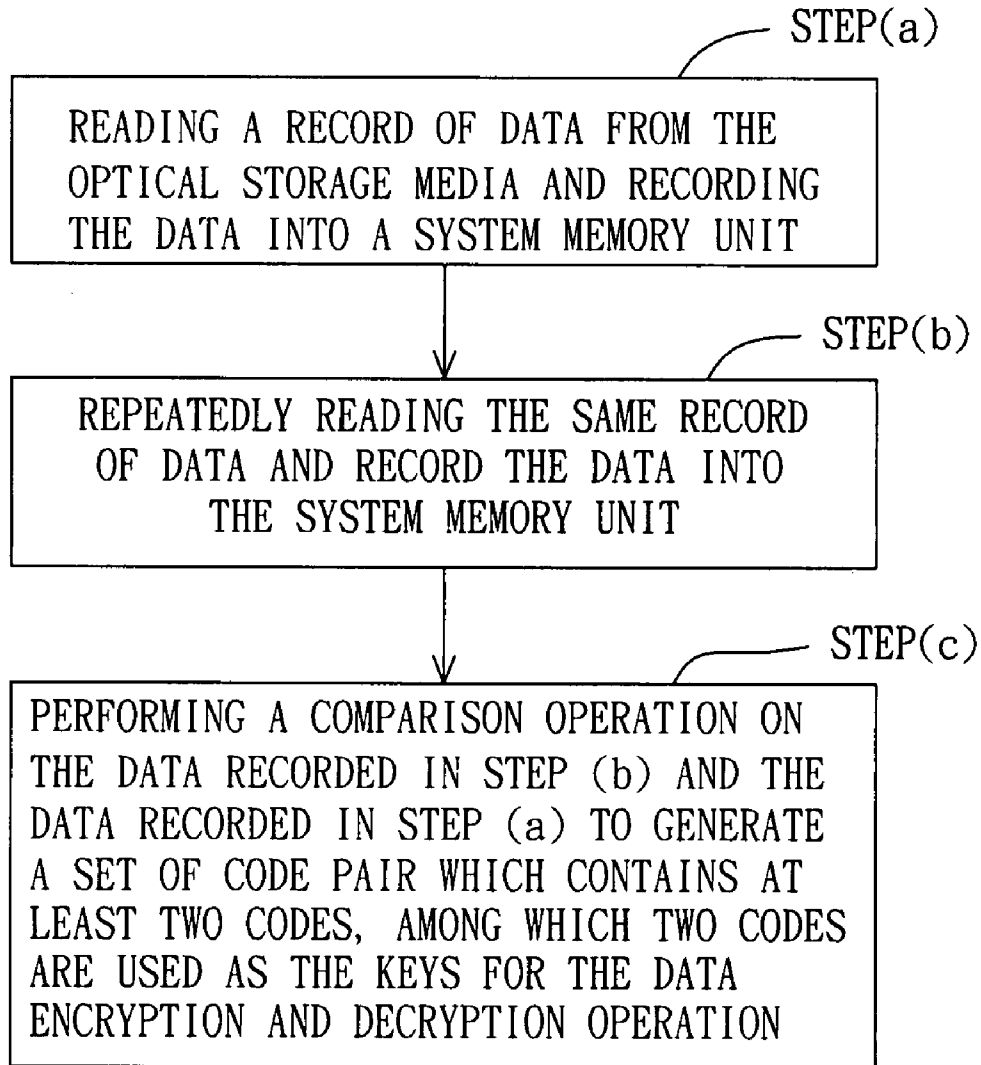 STEP(a)
READING A RECORD OF DATA FROM THE
OPTICAL STORAGE MEDIA AND RECORDING
THE DATA INTO A SYSTEM MEMORY UNIT
STEP(b)
REPEATEDLY READING THE SAME RECORD
OF DATA AND RECORD THE DATA INTO
THE SYSTEM MEMORY UNIT
STEP(c)
PERFORMING A COMPARISON OPERATION ON
THE DATA RECORDED IN STEP (b) AND THE
DATA RECORDED IN STEP (a) TO GENERATE
A SET OF CODE PAIR WHICH CONTAINS AT
LEAST TWO CODES, AMONG WHICH TWO CODES
ARE USED AS THE KEYS FOR THE DATA
ENCRYPTION AND DECRYPTION OPERATION